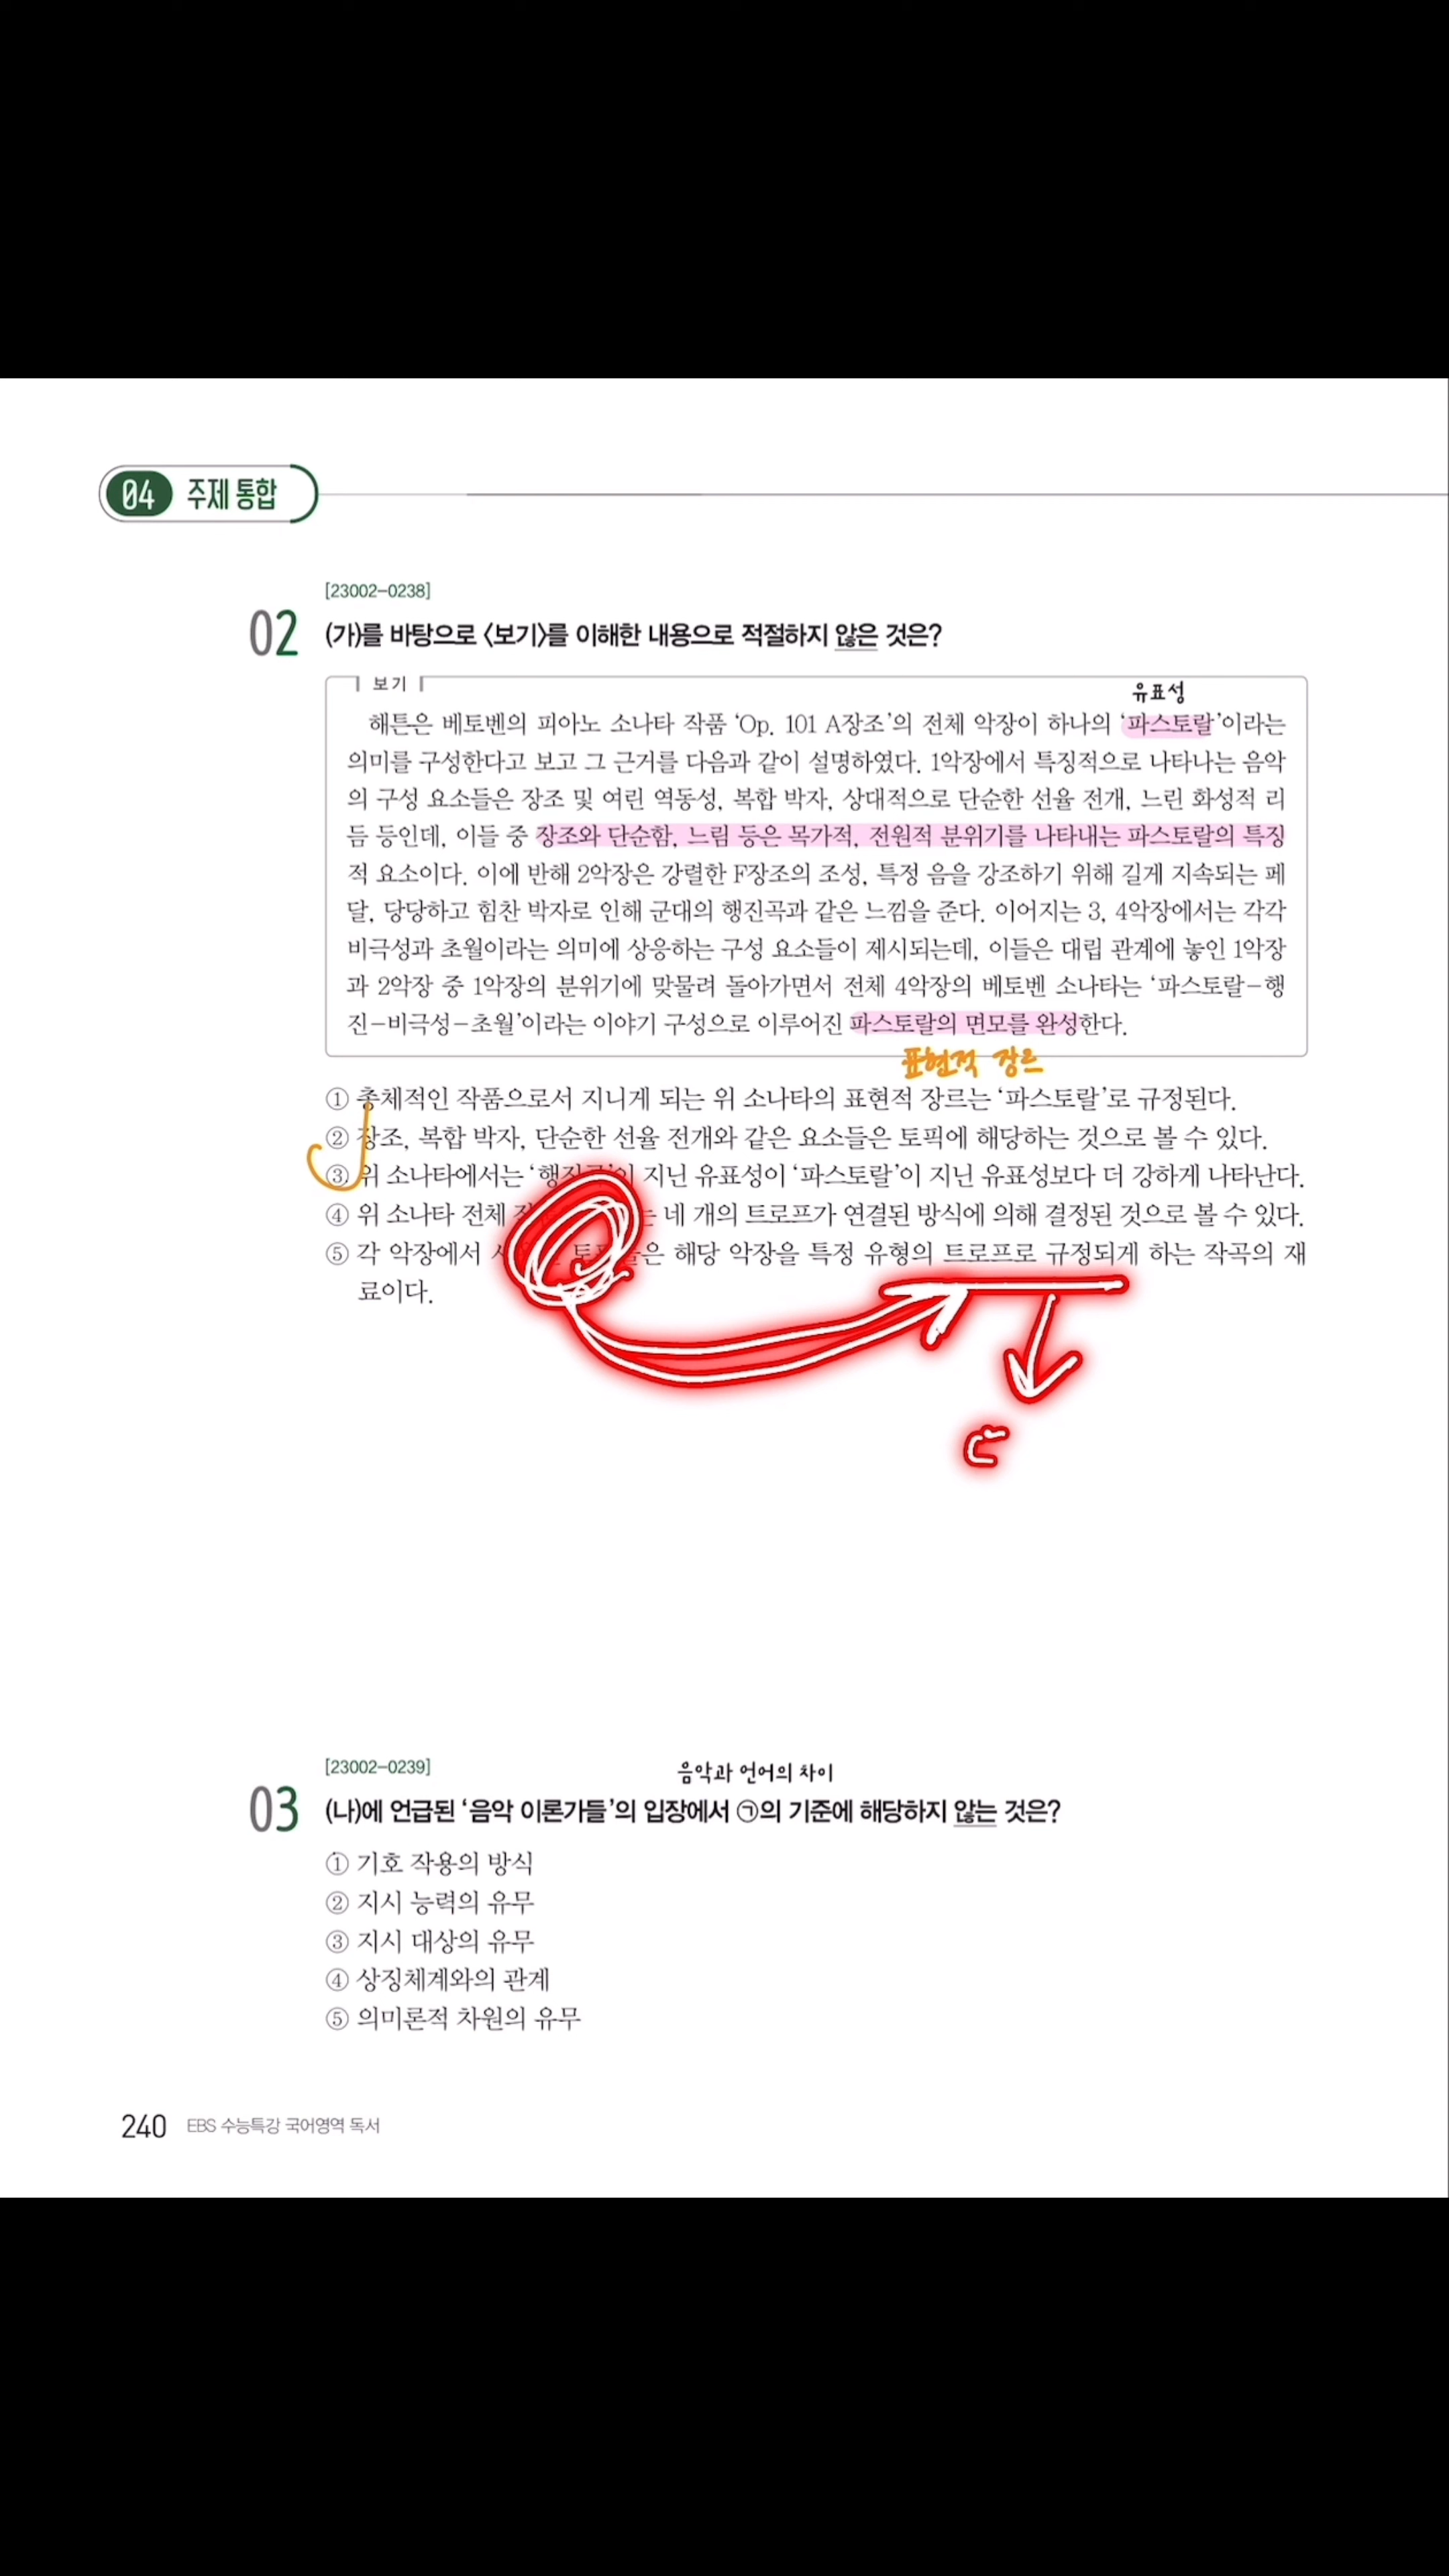 04 주제 통합
[23002-0238]
02 (가)를 바탕으로 <보기>를 이해한 내용으로 적절하지 않은 것은?
보기
유표성
해튼은 베토벤의 피아노 소나타 작품 ‘Op. 101 A장조’의 전체 악장이 하나의 ‘파스토랄’이라는
의미를 구성한다고 보고 그 근거를 다음과 같이 설명하였다. 1악장에서 특징적으로 나타나는 음악
의 구성 요소들은 장조 및 여린 역동성, 복합 박자, 상대적으로 단순한 선율 전개, 느린 화성적 리
듬 등인데, 이들 중 장조와 단순함, 느림 등은 목가적, 전원적 분위기를 나타내는 파스토랄의 특징
적 요소이다. 이에 반해 2악장은 강렬한 F장조의 조성, 특정 음을 강조하기 위해 길게 지속되는 페
달, 당당하고 힘찬 박자로 인해 군대의 행진곡과 같은 느낌을 준다. 이어지는 3, 4악장에서는 각각
비극성과 초월이라는 의미에 상응하는 구성 요소들이 제시되는데, 이들은 대립 관계에 놓인 1악장
과 2악장 중 1악장의 분위기에 맞물려 돌아가면서 전체 4악장의 베토벤 소나타는 ‘파스토랄-행
진-비극성-초월’이라는 이야기 구성으로 이루어진 파스토랄의 면모를 완성한다.
표현적 장르
① 총체적인 작품으로서 지니게 되는 위 소나타의 표현적 장르는 ‘파스토랄’로 규정된다.
② 장조, 복합 박자, 단순한 선율 전개와 같은 요소들은 토픽에 해당하는 것으로 볼 수 있다.
③ 위 소나타에서는 ‘행진곡’이 지닌 유표성이 ‘파스토랄’이 지닌 유표성보다 더 강하게 나타난다.
④ 위 소나타 전체 네 개의 트로프가 연결된 방식에 의해 결정된 것으로 볼 수 있다.
⑤ 각 악장에서 해당 악장을 특정 유형의 트로프로 규정되게 하는 작곡의 재
료이다.
[23002-0239]
음악과 언어의 차이
03 (나)에 언급된 ‘음악 이론가들’의 입장에서 ㉠의 기준에 해당하지 않는 것은?
① 기호 작용의 방식
② 지시 능력의 유무
③ 지시 대상의 유무
④ 상징체계와의 관계
⑤ 의미론적 차원의 유무
240 EBS 수능특강 국어영역 독서